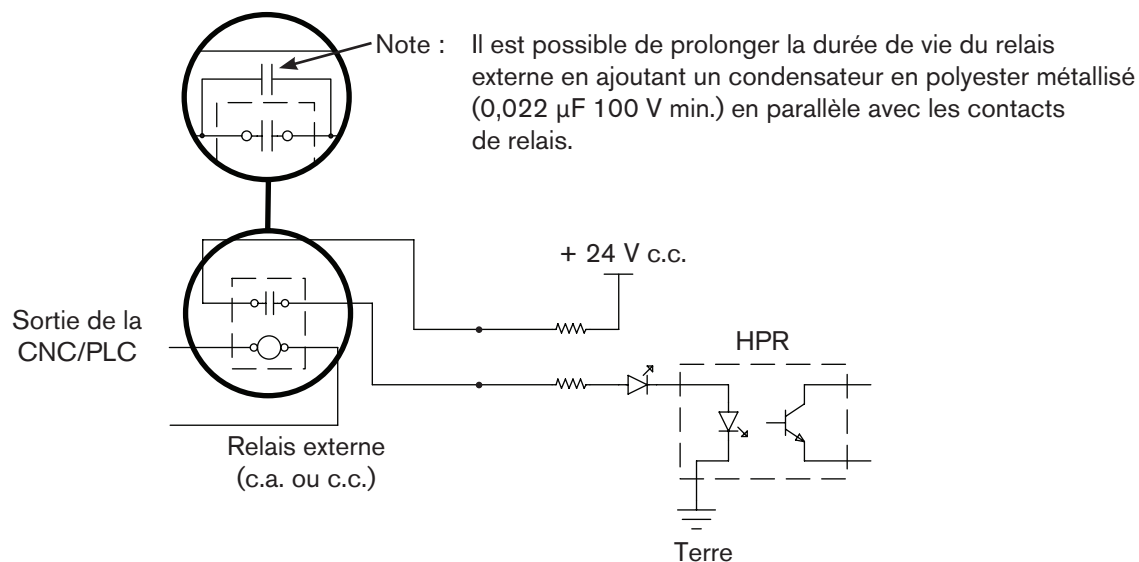 Note : Il est possible de prolonger la durée de vie du relais
externe en ajoutant un condensateur en polyester métallisé
(0,022 µF 100 V min.) en parallèle avec les contacts
de relais.
+ 24 V c.c.
Sortie de la
CNC/PLC
HPR
Relais externe
(c.a. ou c.c.)
Terre